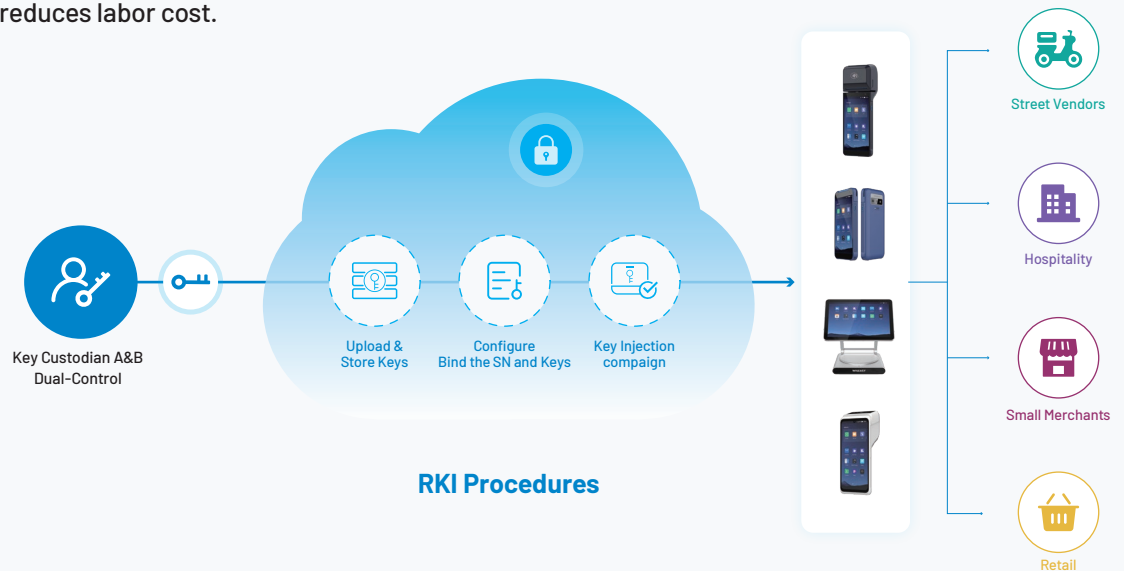 reduces labor cost.
Key Custodian A&B
Dual-Control
Upload &
Store Keys
Configure
Bind the SN and Keys
Key Injection
compaign
RKI Procedures
Street Vendors
Hospitality
Small Merchants
Retail